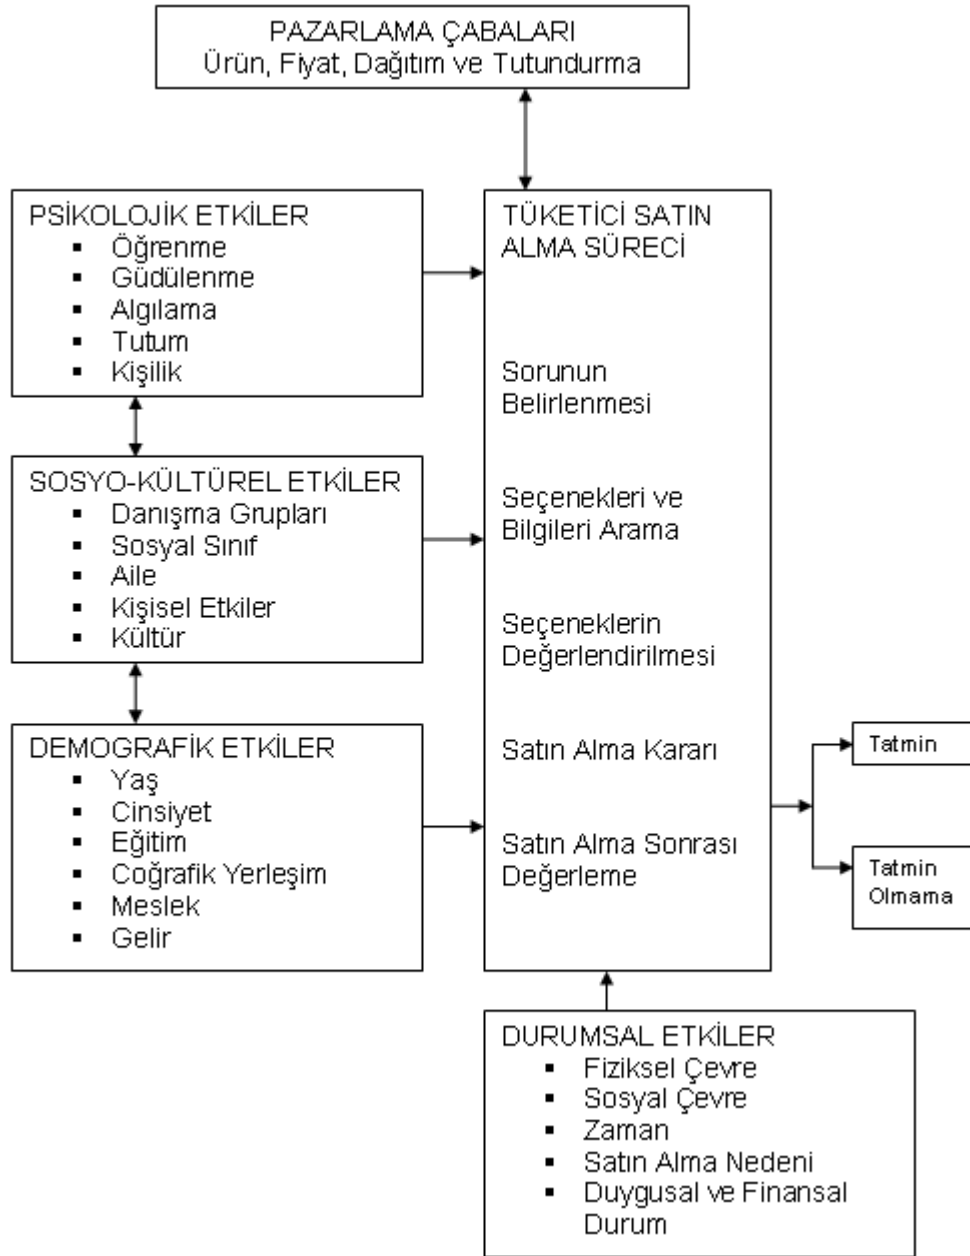 PAZARLAMA ÇABALARI
Ürün, Fiyat, Dağıtım ve Tutundurma
PSİKOLOJİK ETKİLER
▪ Öğrenme
▪ Güdülenme
▪ Algılama
▪ Tutum
▪ Kişilik
SOSYO-KÜLTÜREL ETKİLER
▪ Danışma Grupları
▪ Sosyal Sınıf
▪ Aile
▪ Kişisel Etkiler
▪ Kültür
DEMOGRAFİK ETKİLER
▪ Yaş
▪ Cinsiyet
▪ Eğitim
▪ Coğrafik Yerleşim
▪ Meslek
▪ Gelir
TÜKETİCİ SATIN
ALMA SÜRECİ
Sorunun
Belirlenmesi
Seçenekleri ve
Bilgileri Arama
Seçeneklerin
Değerlendirilmesi
Satın Alma Kararı
Satın Alma Sonrası
Değerleme
Tatmin
Tatmin
Olmama
DURUMSAL ETKİLER
▪ Fiziksel Çevre
▪ Sosyal Çevre
▪ Zaman
▪ Satın Alma Nedeni
▪ Duygusal ve Finansal
Durum